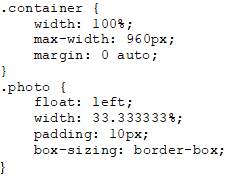 .container {
    width: 100%;
    max-width: 960px;
    margin: 0 auto;
}
.photo {
    float: left;
    width: 33.333333%;
    padding: 10px;
    box-sizing: border-box;
}